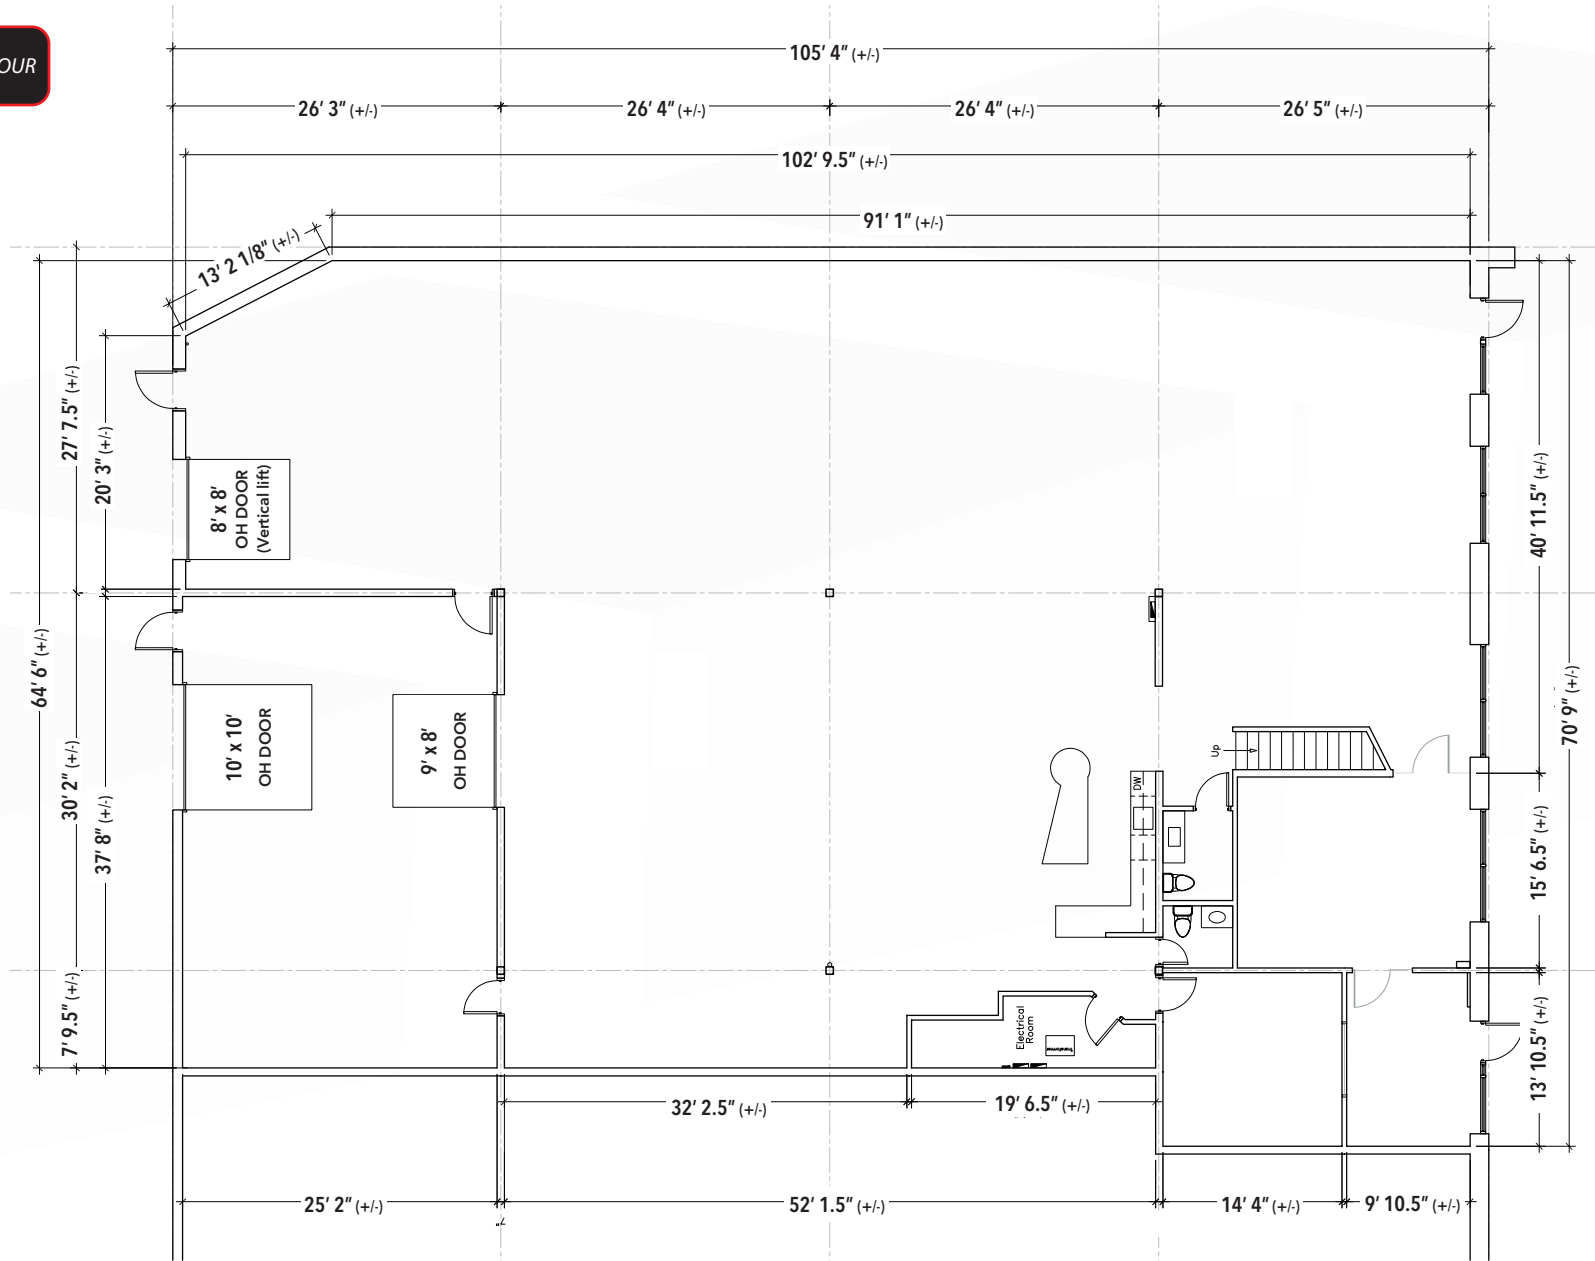 OUR
105' 4" (+/-)
26' 3" (+/-)
26' 4" (+/-)
26' 4" (+/-)
26' 5" (+/-)
102' 9.5" (+/-)
91' 1" (+/-)
13' 2 1/8" (+/-)
27' 7.5" (+/-)
20' 3" (+/-)
8' x 8'
OH DOOR
(Vertical lift)
40' 11.5" (+/-)
64' 6" (+/-)
70' 9" (+/-)
10' x 10'
OH DOOR
9' x 8'
OH DOOR
Up
DW
30' 2" (+/-)
37' 8" (+/-)
15' 6.5" (+/-)
7' 9.5" (+/-)
Electrical
Room
Transformer
13' 10.5" (+/-)
32' 2.5" (+/-)
19' 6.5" (+/-)
25' 2" (+/-)
52' 1.5" (+/-)
14' 4" (+/-)
9' 10.5" (+/-)
7"